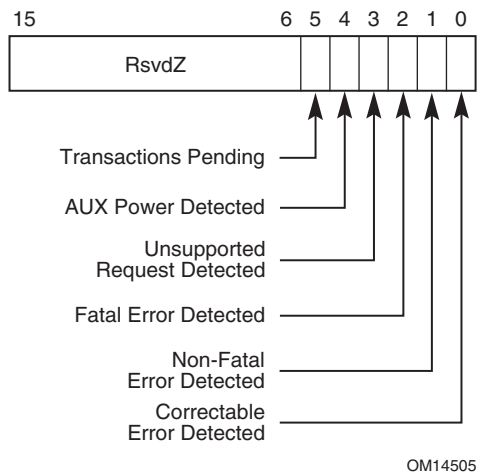 15 6 5 4 3 2 1 0
RsvdZ
Transactions Pending
AUX Power Detected
Unsupported
Request Detected
Fatal Error Detected
Non-Fatal
Error Detected
Correctable
Error Detected
OM14505